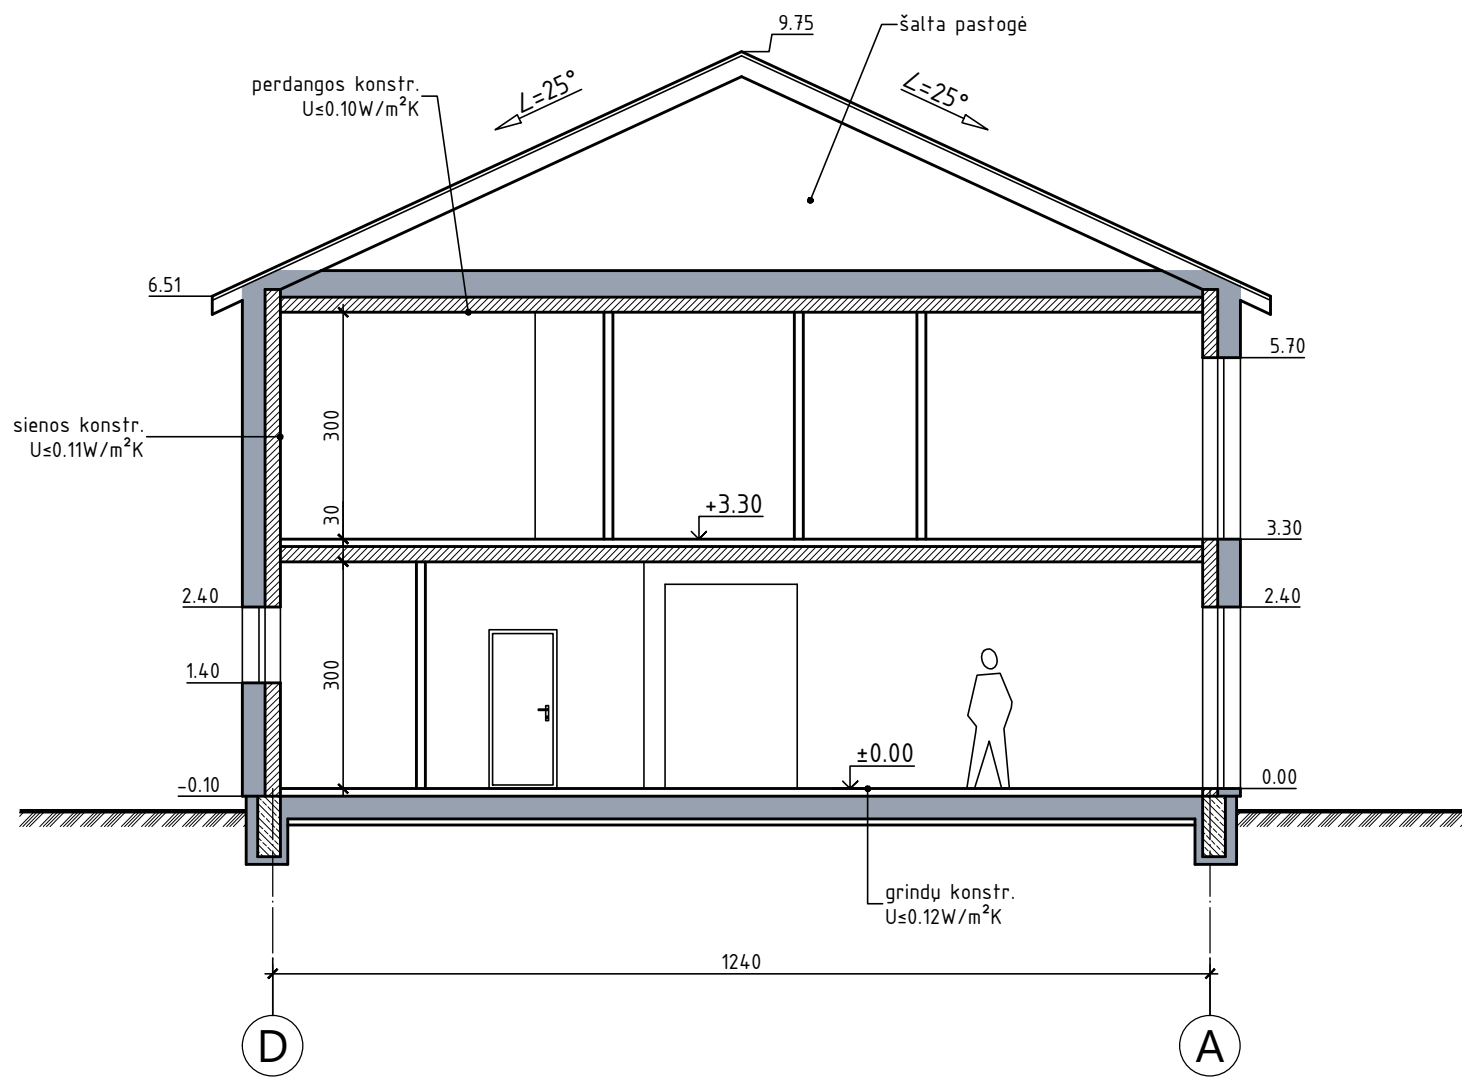 9.75
šalta pastogė
perdangos konstr.
U≤0.10W/m²K
∠=25°
∠=25°
6.51
5.70
sienos konstr.
U≤0.11W/m²K
300
30
+3.30
3.30
2.40
2.40
1.40
300
±0.00
-0.10
0.00
grindų konstr.
U≤0.12W/m²K
1240
D
A